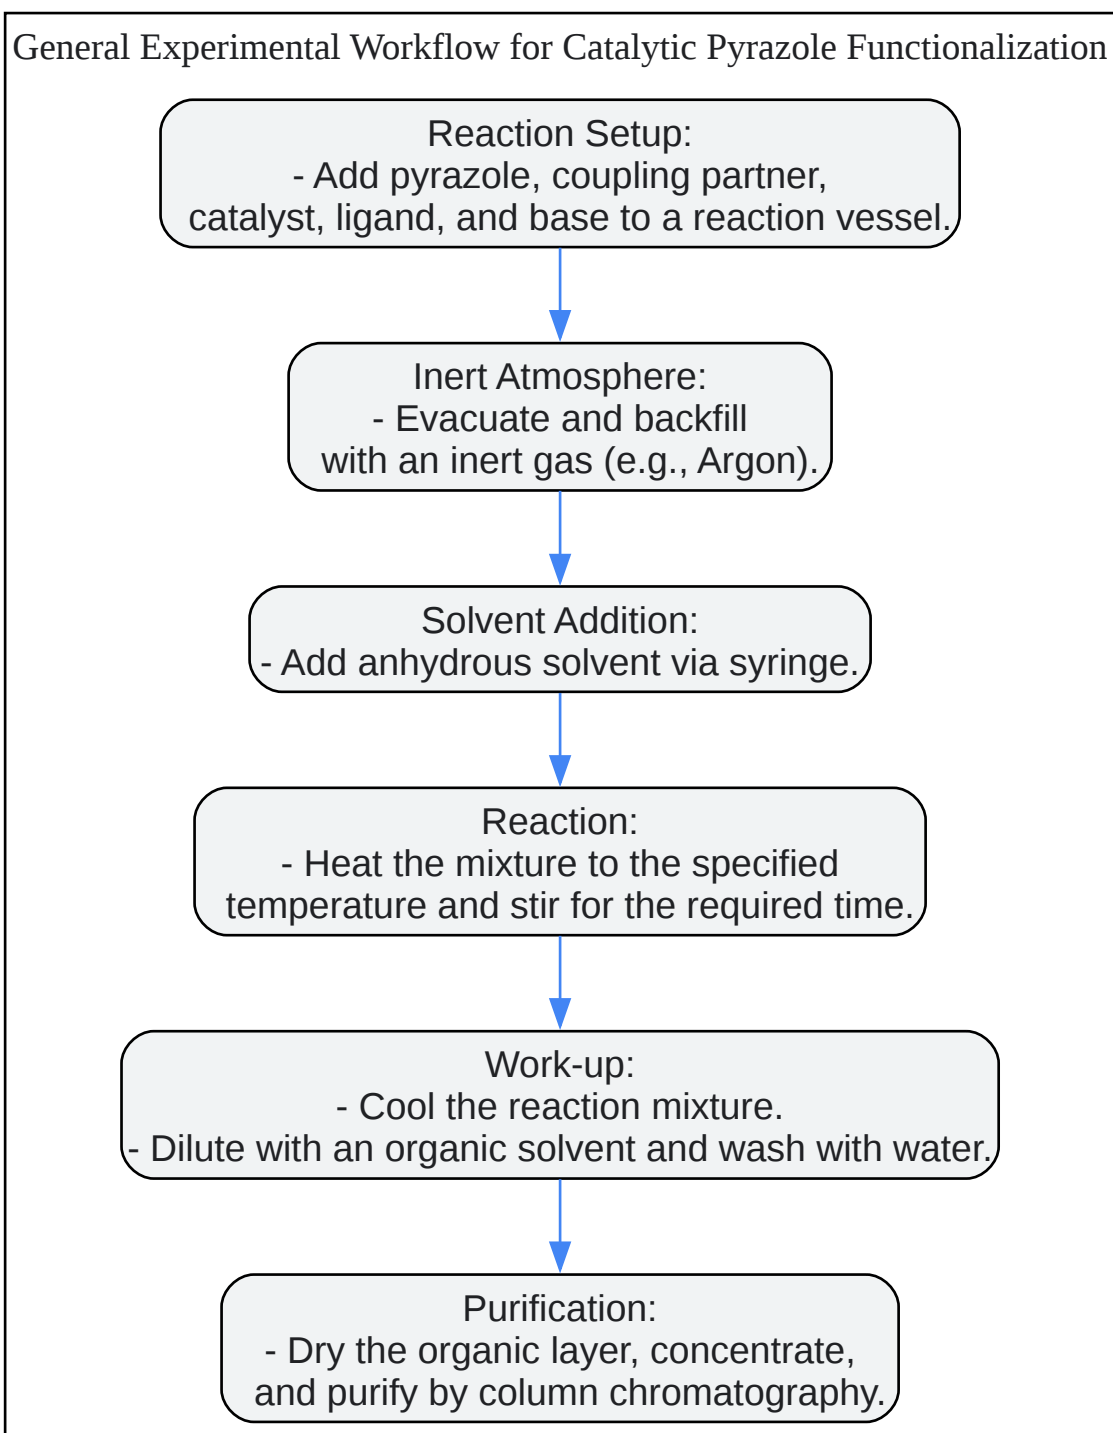 General Experimental Workflow for Catalytic Pyrazole Functionalization
Reaction Setup:
- Add pyrazole, coupling partner,
catalyst, ligand, and base to a reaction vessel.
Inert Atmosphere:
- Evacuate and backfill
with an inert gas (e.g., Argon).
Solvent Addition:
- Add anhydrous solvent via syringe.
Reaction:
- Heat the mixture to the specified
temperature and stir for the required time.
Work-up:
- Cool the reaction mixture.
- Dilute with an organic solvent and wash with water.
Purification:
- Dry the organic layer, concentrate,
and purify by column chromatography.